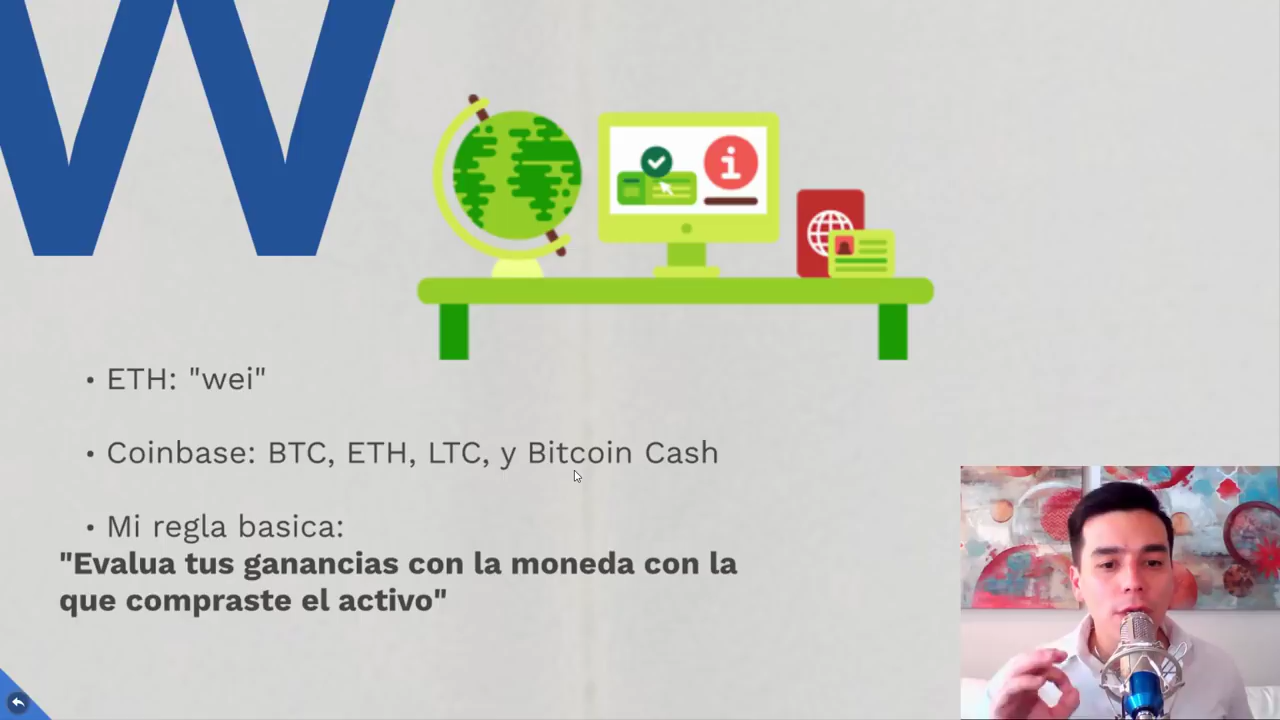 W
• ETH: "wei"
• Coinbase: BTC, ETH, LTC, y Bitcoin Cash
• Mi regla basica:
"Evalua tus ganancias con la moneda con la
que compraste el activo"